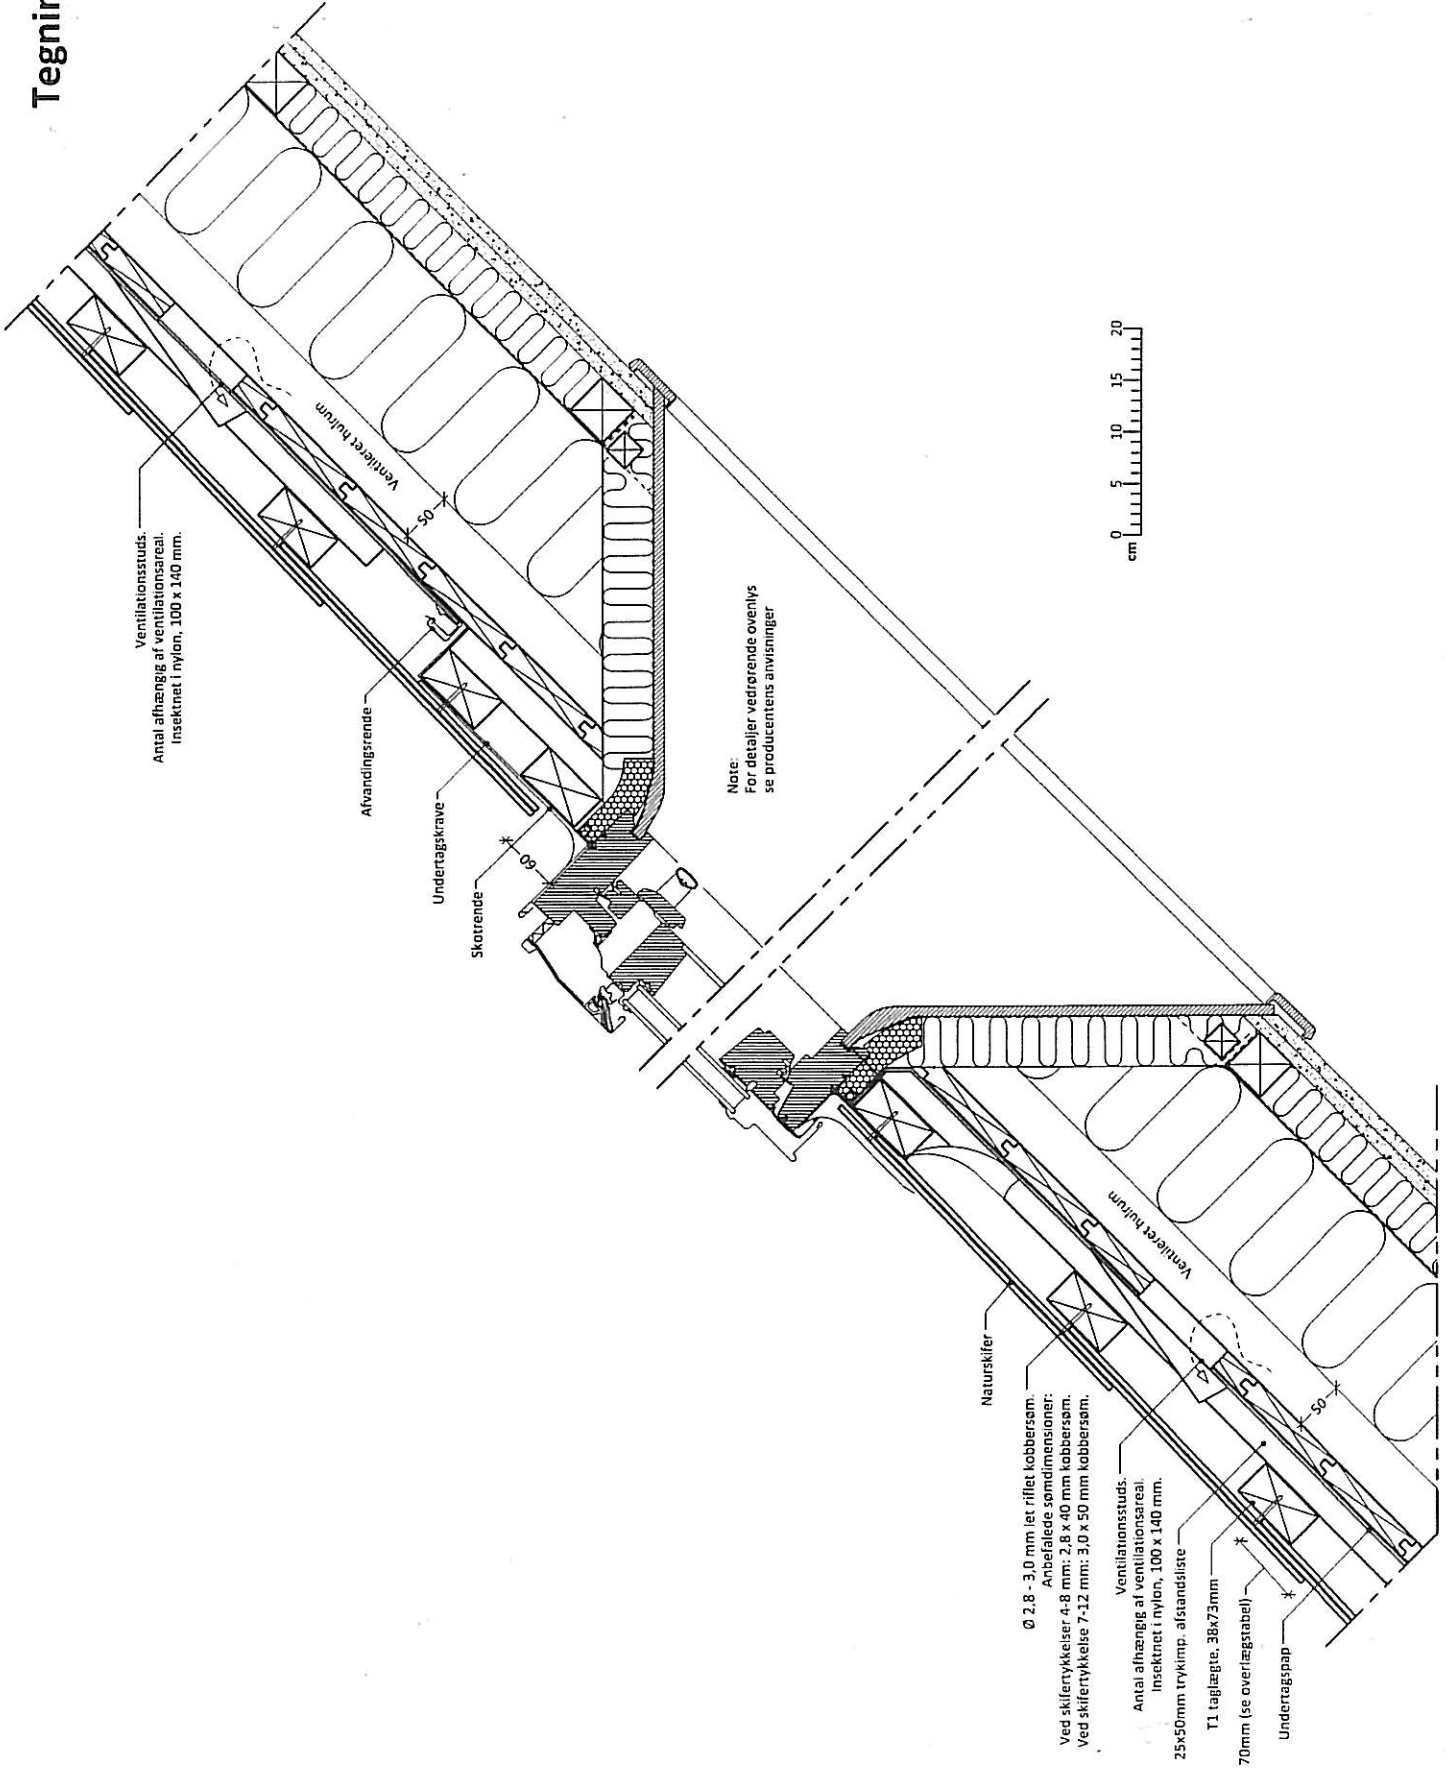 Tegnin
Ventilationsstuds.
Antal afhængig af ventilationsareal.
Insektnet i nylon, 100 x 140 mm.
Afvandingsrende
Undertagskrave
Skotrende
60
Ventileret hulrum
50
Note:
For detaljer vedrørende ovenlys
se producentens anvisninger
cm
0 5 10 15 20
Naturskifer
Ø 2,8 - 3,0 mm let riflet kobbersøm.
Anbefalede sømdimensioner:
Ved skifertykkelser 4-8 mm: 2,8 x 40 mm kobbersøm.
Ved skifertykkelse 7-12 mm: 3,0 x 50 mm kobbersøm.
Ventilationsstuds.
Antal afhængig af ventilationsareal.
Insektnet i nylon, 100 x 140 mm.
25x50mm trykimp. afstandsliste
T1 taglægte, 38x73mm
70mm (se overlægstabel)
Undertagspap
Ventileret hulrum
50